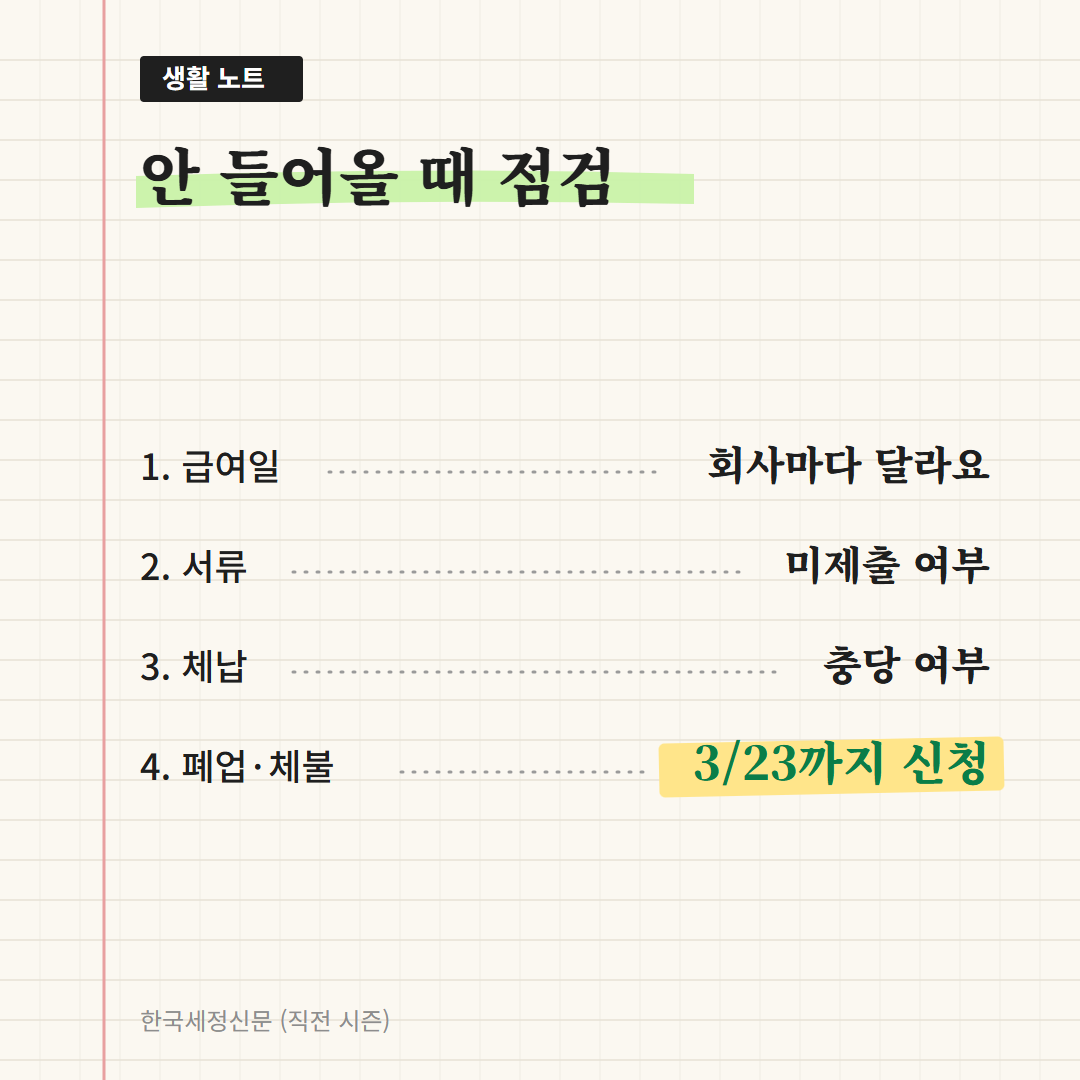 생활 노트
안 들어올 때 점검
1. 급여일 회사마다 달라요
2. 서류 미제출 여부
3. 체납 충당 여부
4. 폐업·체불 3/23까지 신청
한국세정신문 (직전 시즌)